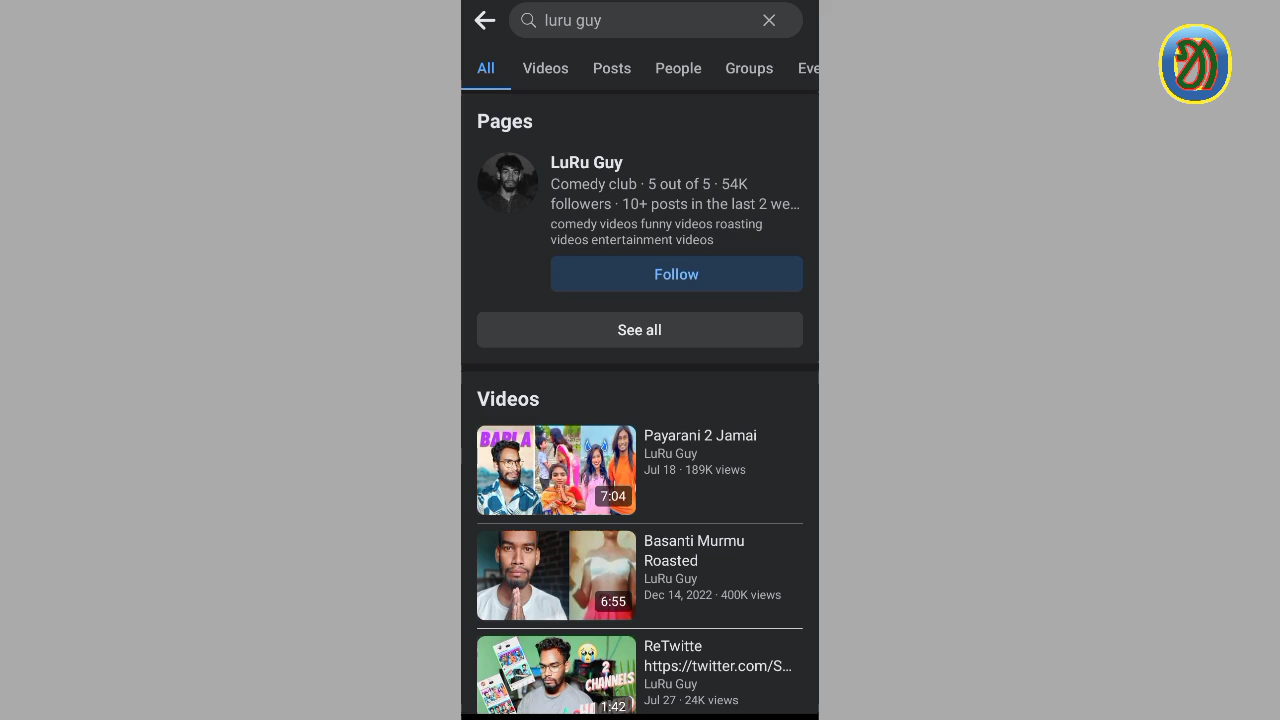 luru guy
All Videos Posts People Groups Eve
Pages
LuRu Guy
Comedy club · 5 out of 5 · 54K
followers · 10+ posts in the last 2 we...
comedy videos funny videos roasting
videos entertainment videos
Follow
See all
Videos
BAPLA
7:04
Payarani 2 Jamai
LuRu Guy
Jul 18 · 189K views
6:55
Basanti Murmu
Roasted
LuRu Guy
Dec 14, 2022 · 400K views
2
CHANNELS
1:42
ReTwitte
https://twitter.com/S...
LuRu Guy
Jul 27 · 24K views